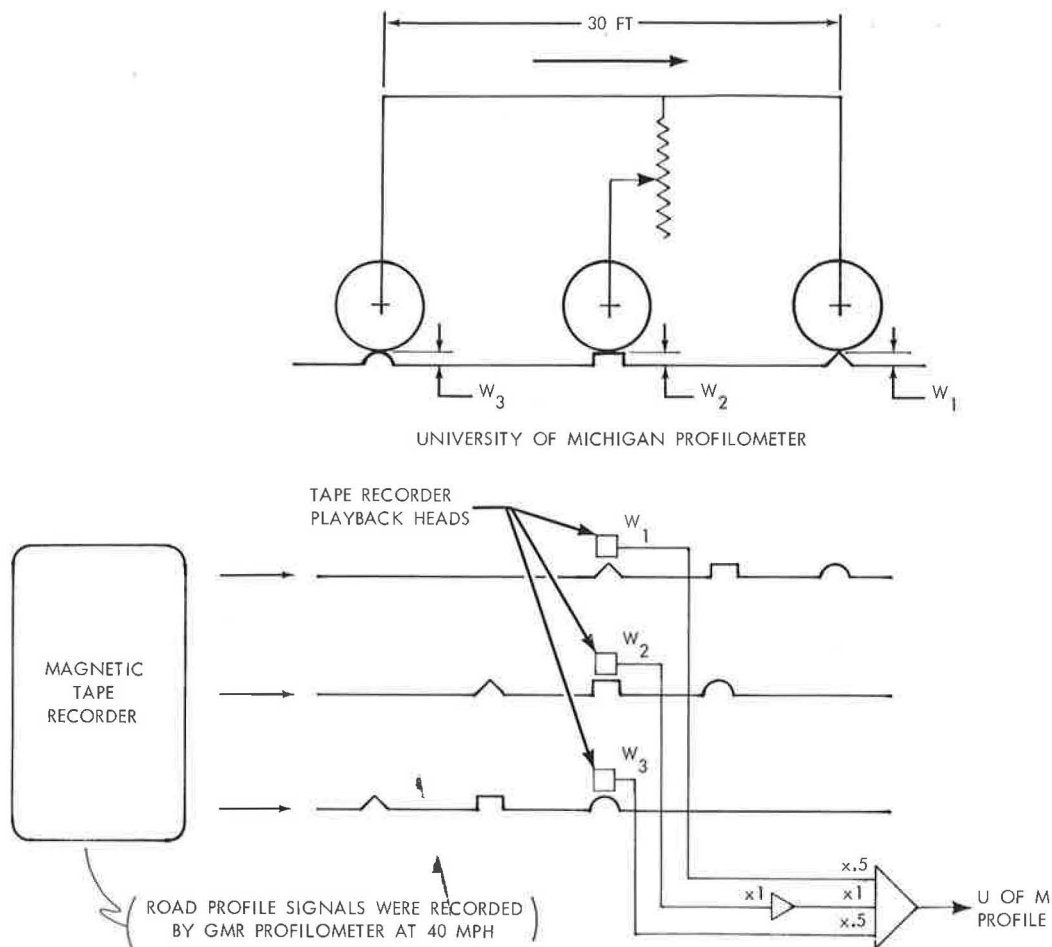 30 FT
W3
W2
W1
UNIVERSITY OF MICHIGAN PROFILOMETER
TAPE RECORDER
PLAYBACK HEADS
W1
W2
W3
MAGNETIC
TAPE
RECORDER
x.5
x1
x1
x.5
U OF M
PROFILE
(ROAD PROFILE SIGNALS WERE RECORDED
BY GMR PROFILOMETER AT 40 MPH)